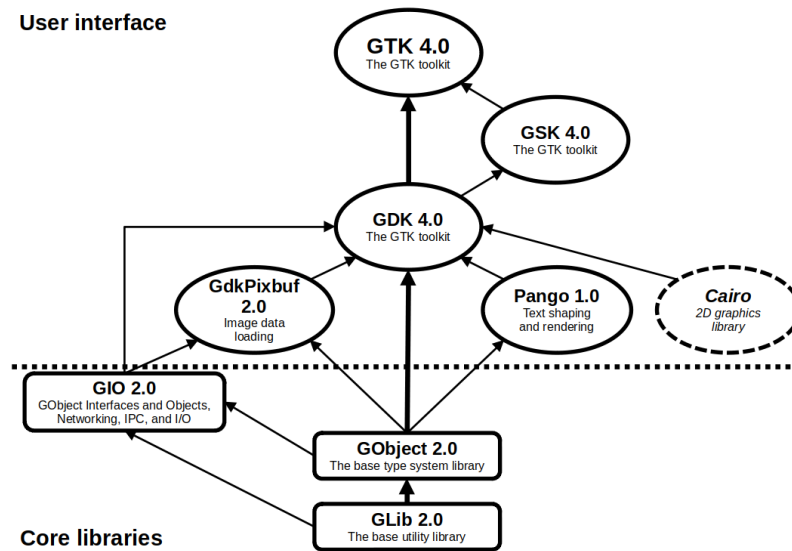 User interface
GTK 4.0
The GTK toolkit
GSK 4.0
The GTK toolkit
GDK 4.0
The GTK toolkit
GdkPixbuf
2.0
Image data
loading
Pango 1.0
Text shaping
and rendering
Cairo
2D graphics
library
GIO 2.0
GObject Interfaces and Objects,
Networking, IPC, and I/O
GObject 2.0
The base type system library
GLib 2.0
The base utility library
Core libraries